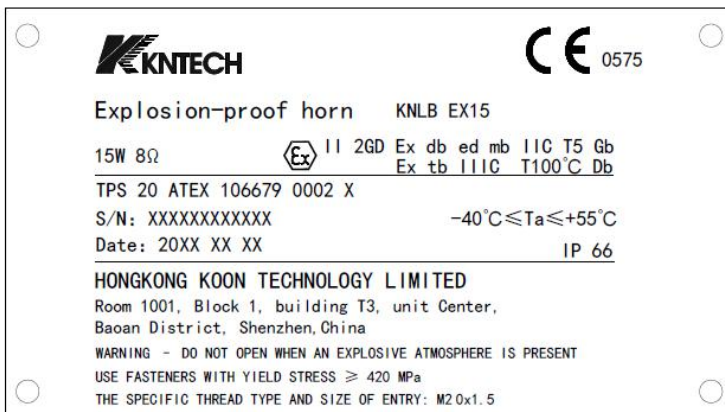 KNTECH
CE 0575
Explosion-proof horn KNLB EX15
15W 8Ω Ex II 2GD Ex db ed mb IIC T5 Gb
Ex tb IIIC T100℃ Db
TPS 20 ATEX 106679 0002 X
S/N: XXXXXXXXXXXX -40℃≤Ta≤+55℃
Date: 20XX XX XX IP 66
HONGKONG KOON TECHNOLOGY LIMITED
Room 1001, Block 1, building T3, unit Center,
Baoan District, Shenzhen,China
WARNING - DO NOT OPEN WHEN AN EXPLOSIVE ATMOSPHERE IS PRESENT
USE FASTENERS WITH YIELD STRESS ≥ 420 MPa
THE SPECIFIC THREAD TYPE AND SIZE OF ENTRY: M20x1.5